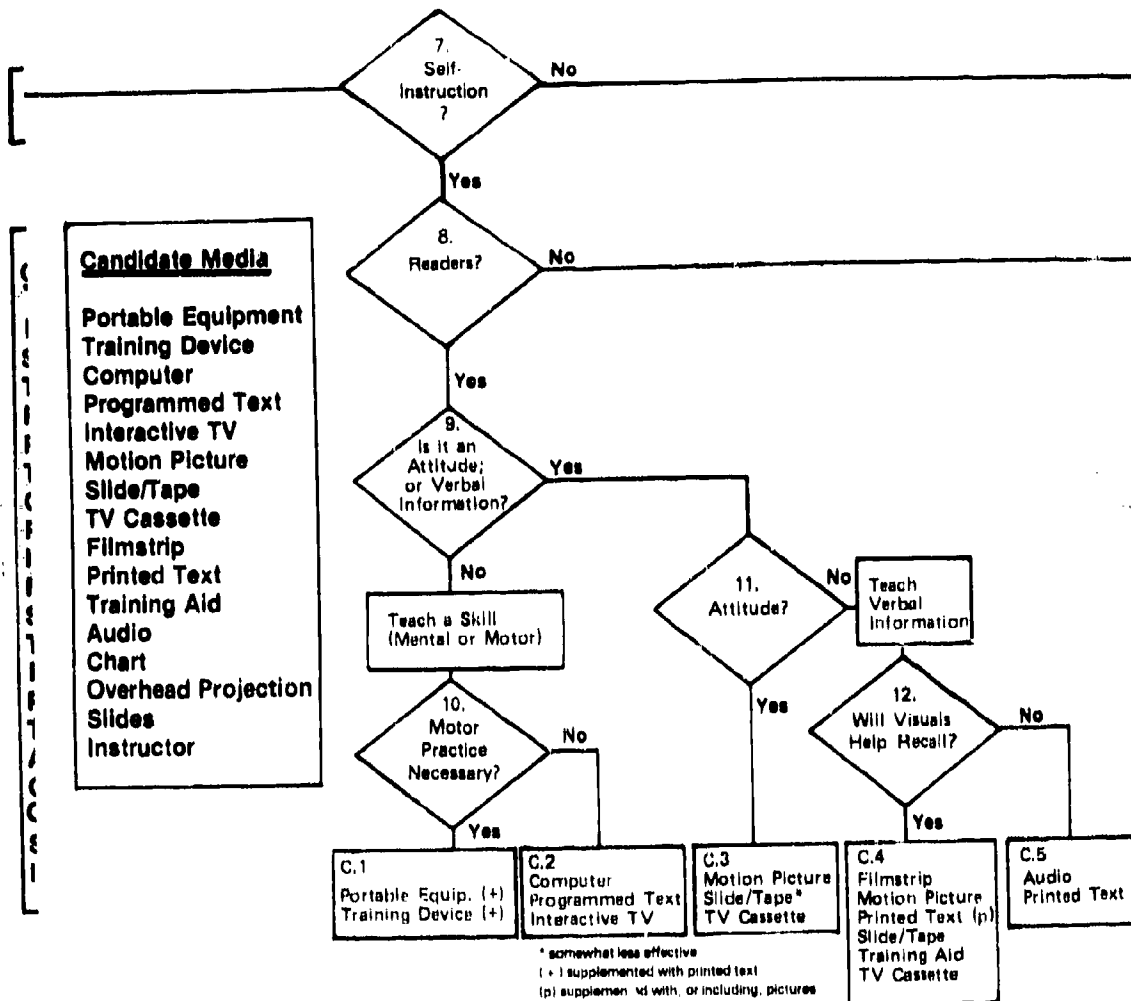 7.
Self-
Instruction
?
No
Yes
8.
Readers?
No
Yes
Candidate Media
Portable Equipment
Training Device
Computer
Programmed Text
Interactive TV
Motion Picture
Slide/Tape
TV Cassette
Filmstrip
Printed Text
Training Aid
Audio
Chart
Overhead Projection
Slides
Instructor
9.
Is it an
Attitude;
or Verbal
Information?
Yes
No
Teach a Skill
(Mental or Motor)
10.
Motor
Practice
Necessary?
No
Yes
11.
Attitude?
No
Yes
Teach
Verbal
Information
12.
Will Visuals
Help Recall?
No
Yes
C.1
Portable Equip. (+)
Training Device (+)
C.2
Computer
Programmed Text
Interactive TV
C.3
Motion Picture
Slide/Tape*
TV Cassette
C.4
Filmstrip
Motion Picture
Printed Text (p)
Slide/Tape
Training Aid
TV Cassette
C.5
Audio
Printed Text
* somewhat less effective
(+) supplemented with printed text
(p) with, or including, pictures